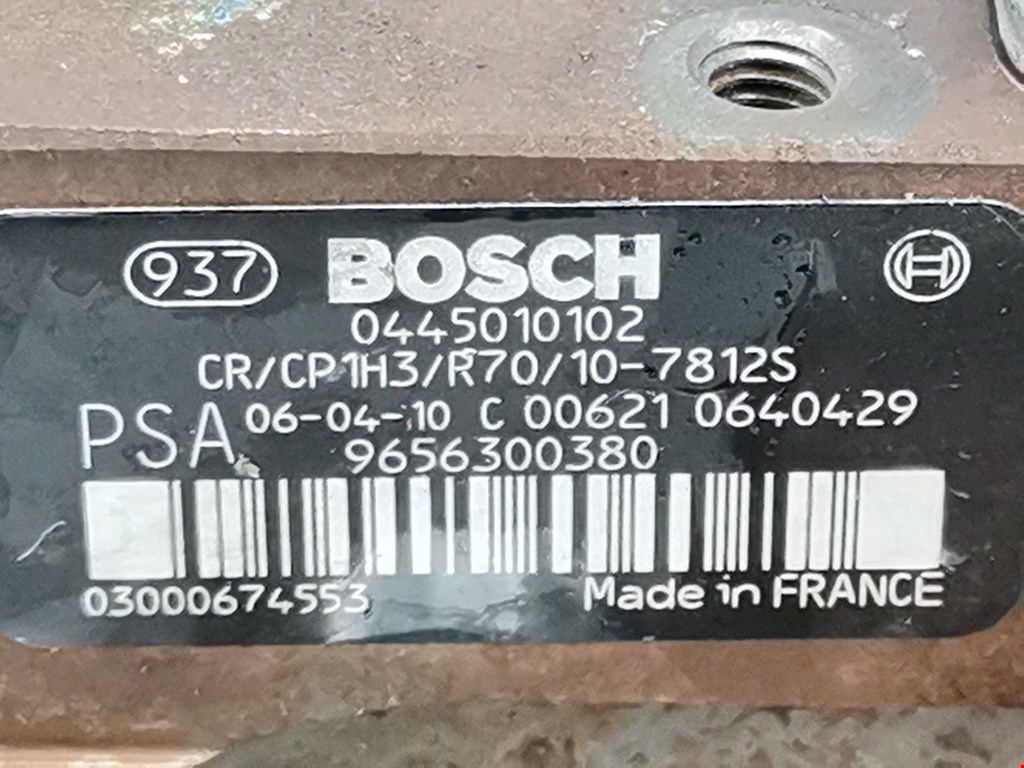 937 BOSCH
0445010102
CR/CP1H3/R70/10-7812S
PSA 06-04-10 C 00621 0640429
9656300380
03000674553 Made in FRANCE